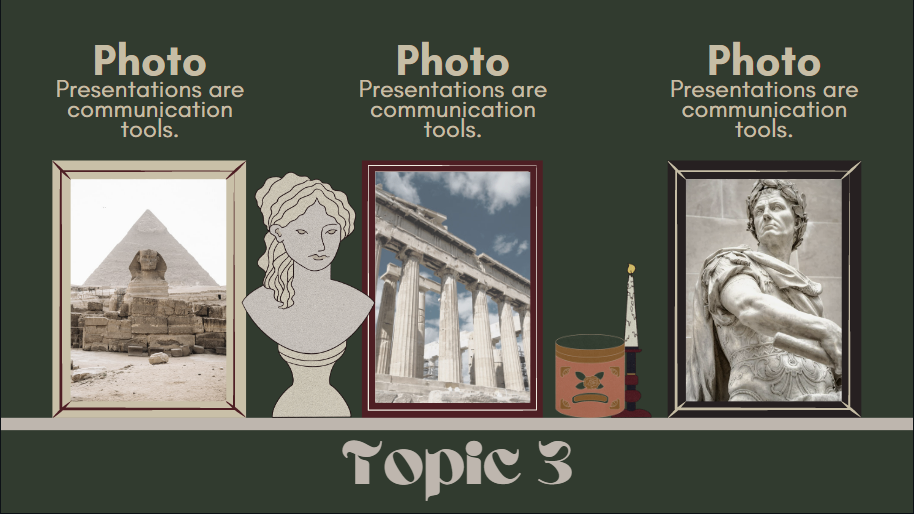 Photo
Presentations are
communication
tools.
Photo
Presentations are
communication
tools.
Photo
Presentations are
communication
tools.
Topic 3